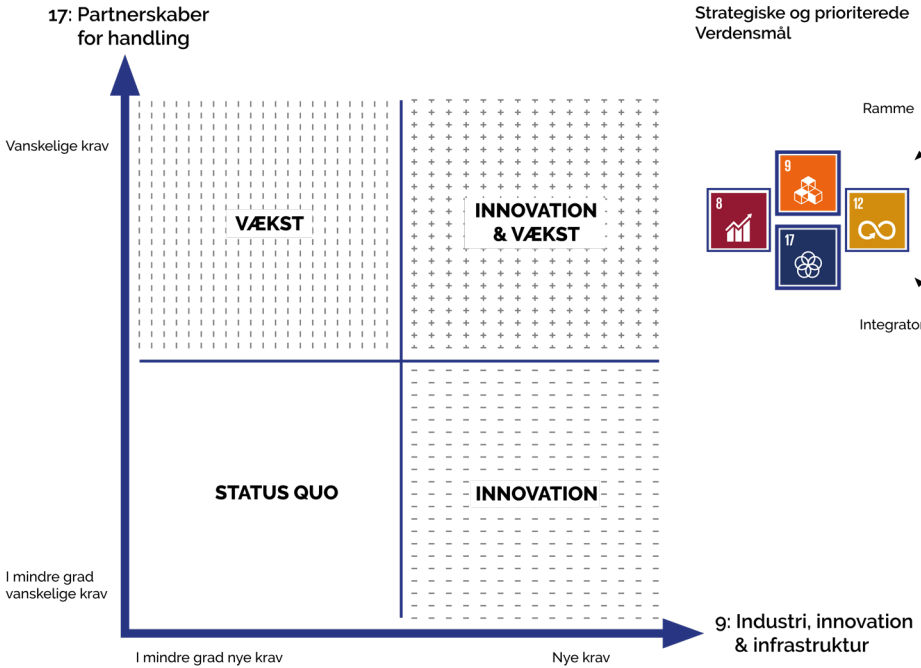 17: Partnerskaber
for handling
Strategiske og prioriterede
Verdensmål
Ramme
Vanskelige krav
VÆKST
INNOVATION
& VÆKST
9
8
12
17
Integrator
STATUS QUO
INNOVATION
I mindre grad
vanskelige krav
9: Industri, innovation
& infrastruktur
I mindre grad nye krav
Nye krav